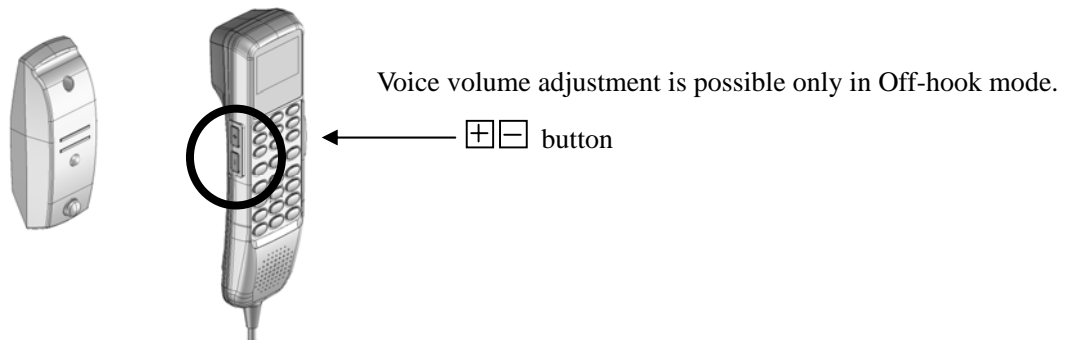 Voice volume adjustment is possible only in Off-hook mode.
+ - button